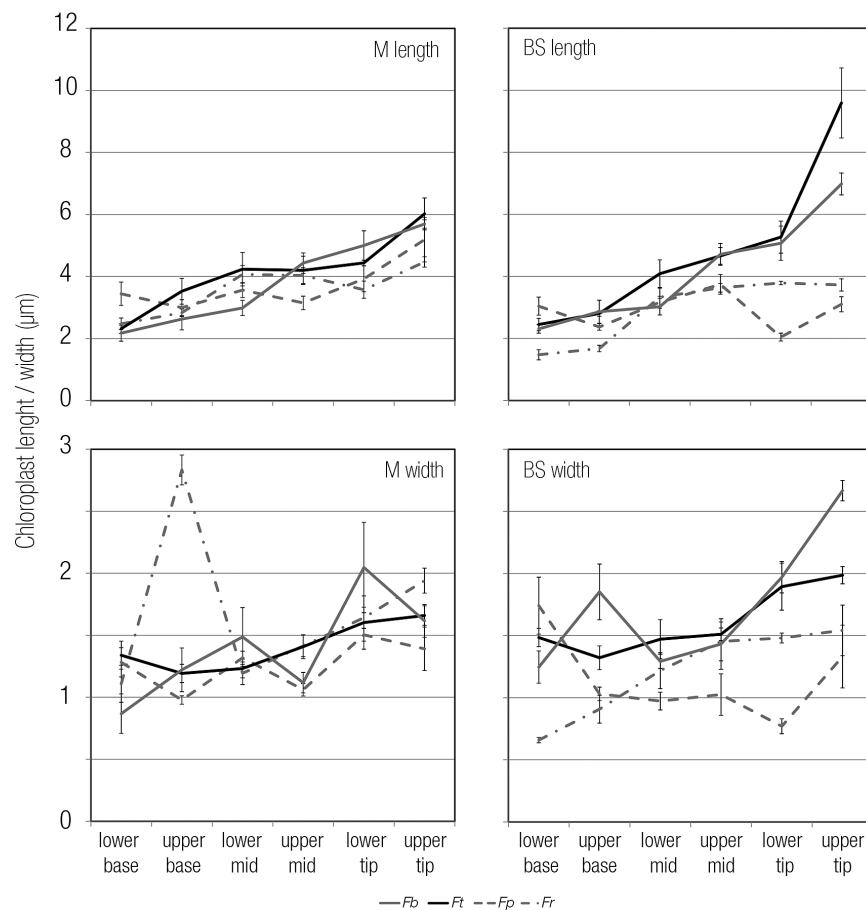 12
10
8
6
4
2
0
M length
BS length
Chloroplast lenght / width (µm)
3
2
1
0
M width
BS width
lower base
upper base
lower mid
upper mid
lower tip
upper tip
lower base
upper base
lower mid
upper mid
lower tip
upper tip
Fb Ft Fp Fr